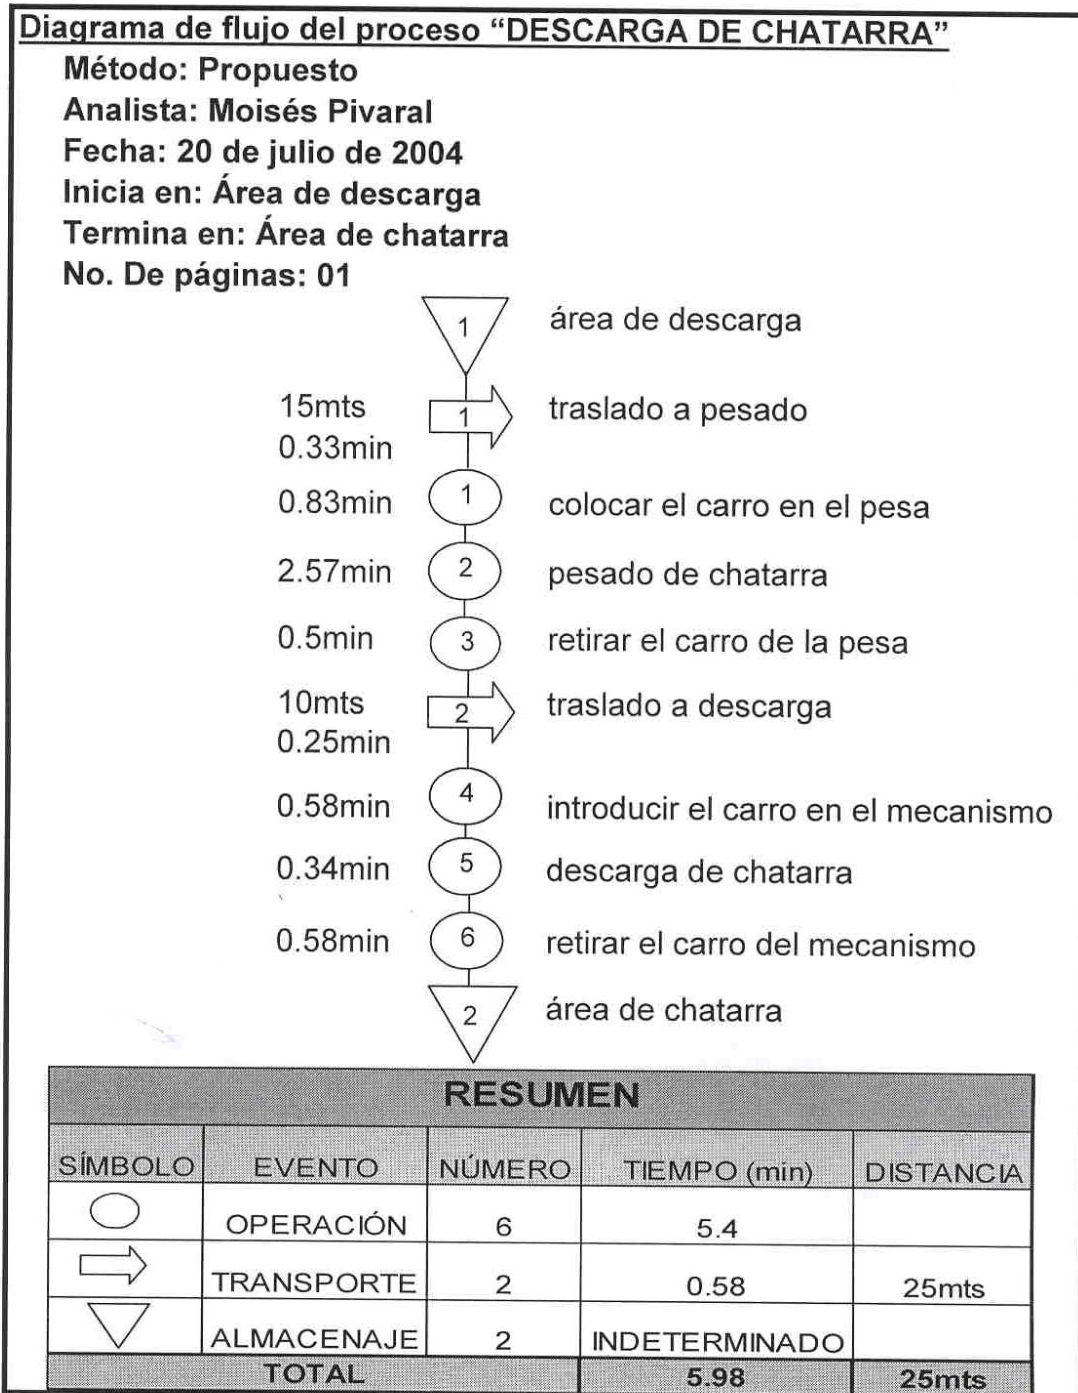 Diagrama de flujo del proceso “DESCARGA DE CHATARRA”
Método: Propuesto
Analista: Moisés Pivaral
Fecha: 20 de julio de 2004
Inicia en: Área de descarga
Termina en: Área de chatarra
No. De páginas: 01
1 área de descarga
15mts
0.33min
1 traslado a pesado
0.83min 1 colocar el carro en el pesa
2.57min 2 pesado de chatarra
0.5min 3 retirar el carro de la pesa
10mts
0.25min
2 traslado a descarga
0.58min 4 introducir el carro en el mecanismo
0.34min 5 descarga de chatarra
0.58min 6 retirar el carro del mecanismo
2 área de chatarra
RESUMEN
SÍMBOLO EVENTO NÚMERO TIEMPO (min) DISTANCIA
OPERACIÓN 6 5.4
TRANSPORTE 2 0.58 25mts
ALMACENAJE 2 INDETERMINADO
TOTAL 5.98 25mts